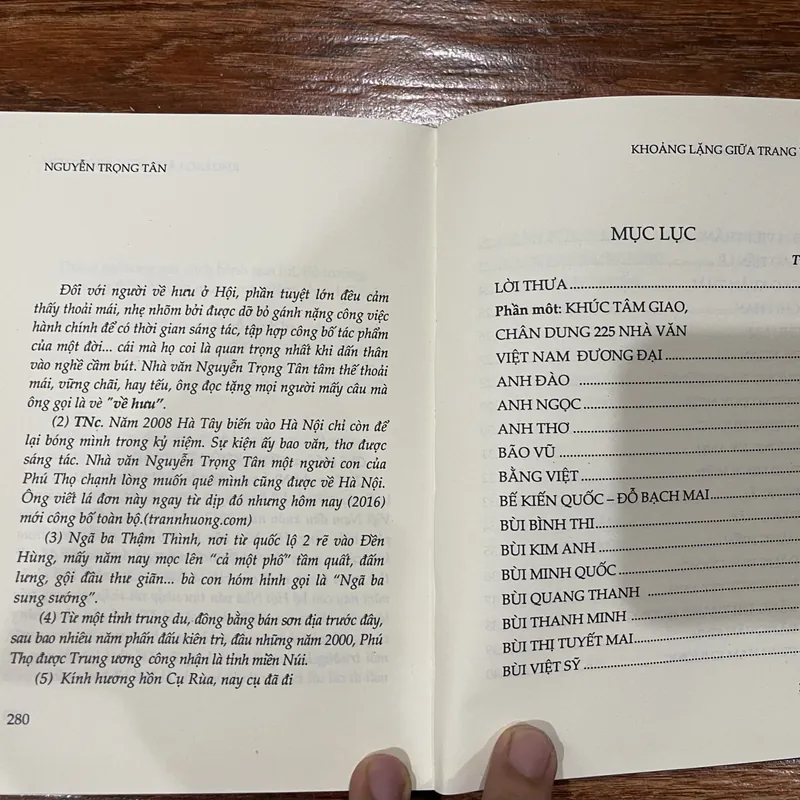 NGUYỄN TRỌNG TÂN
Đối với người về hưu ở Hội, phần tuyệt lớn đều cảm
thấy thoải mái, nhẹ nhõm bởi được dỡ bỏ gánh nặng công việc
hành chính để có thời gian sáng tác, tập hợp công bố tác phẩm
của một đời... cái mà họ coi là quan trọng nhất khi dấn thân
vào nghề cầm bút. Nhà văn Nguyễn Trọng Tân tâm thế thoải
mái, vững chãi, hay tếu, ông đọc tặng mọi người mấy câu mà
ông gọi là vè "về hưu".
(2) TNc. Năm 2008 Hà Tây biến vào Hà Nội chỉ còn để
lại bóng mình trong kỷ niệm. Sự kiện ấy bao văn, thơ được
sáng tác. Nhà văn Nguyễn Trọng Tân một người con của
Phú Thọ chạnh lòng muốn quê mình cũng được về Hà Nội.
Ông viết lá đơn này ngay từ dịp đó nhưng hôm nay (2016)
mới công bố toàn bộ.(trannhuong.com)
(3) Ngã ba Thậm Thình, nơi từ quốc lộ 2 rẽ vào Đền
Hùng, mấy năm nay mọc lên "cả một phố" tẩm quất, đấm
lưng, gội đầu thư giãn... bà con hóm hỉnh gọi là "Ngã ba
sung sướng".
(4) Từ một tỉnh trung du, đồng bằng bán sơn địa trước đây,
sau bao nhiêu năm phấn đấu kiên trì, đầu những năm 2000, Phú
Thọ được Trung ương công nhận là tỉnh miền Núi.
(5) Kính hương hồn Cụ Rùa, nay cụ đã đi
280
KHOẢNG LẶNG GIỮA TRANG
MỤC LỤC
T
LỜI THƯA
Phần một: KHÚC TÂM GIAO,
CHÂN DUNG 225 NHÀ VĂN
VIỆT NAM ĐƯƠNG ĐẠI
ANH ĐÀO
ANH NGỌC
ANH THƠ
BÃO VŨ
BẰNG VIỆT
BẾ KIẾN QUỐC – ĐỖ BẠCH MAI
BÙI BÌNH THI
BÙI KIM ANH
BÙI MINH QUỐC
BÙI QUANG THANH
BÙI THANH MINH
BÙI THỊ TUYẾT MAI
BÙI VIỆT SỸ